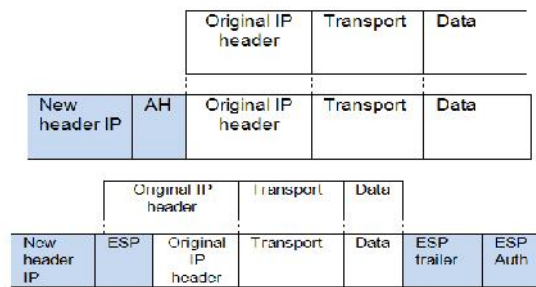 Original IP header Transport Data
New header IP AH Original IP header Transport Data
Original IP header Transport Data
New header IP ESP Original IP header Transport Data ESP trailer ESP Auth